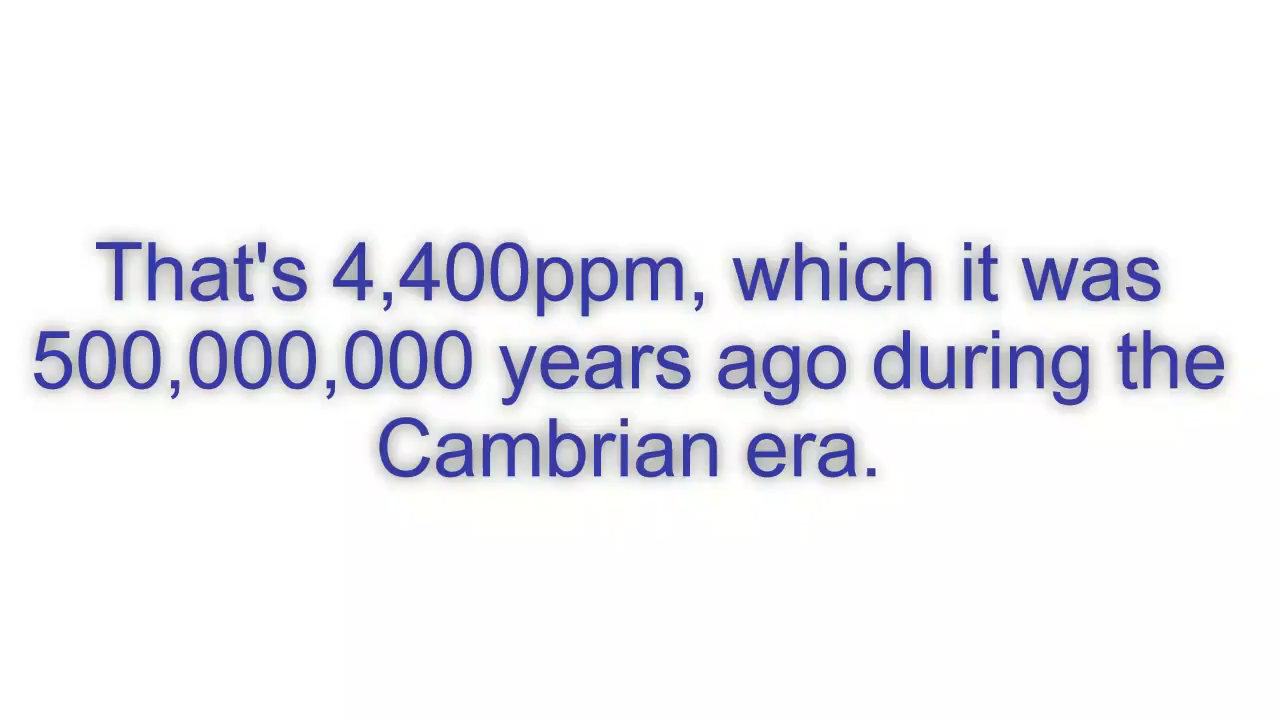 That's 4,400ppm, which it was
500,000,000 years ago during the
Cambrian era.